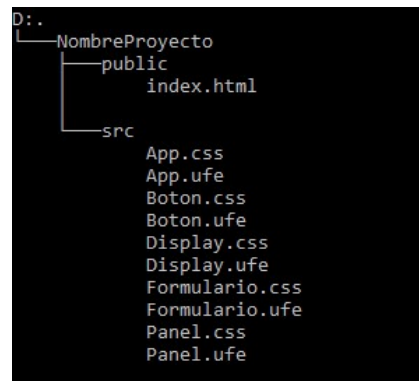 D:.
└───NombreProyecto
    ├───public
    │       index.html
    │
    └───src
            App.css
            App.ufe
            Boton.css
            Boton.ufe
            Display.css
            Display.ufe
            Formulario.css
            Formulario.ufe
            Panel.css
            Panel.ufe